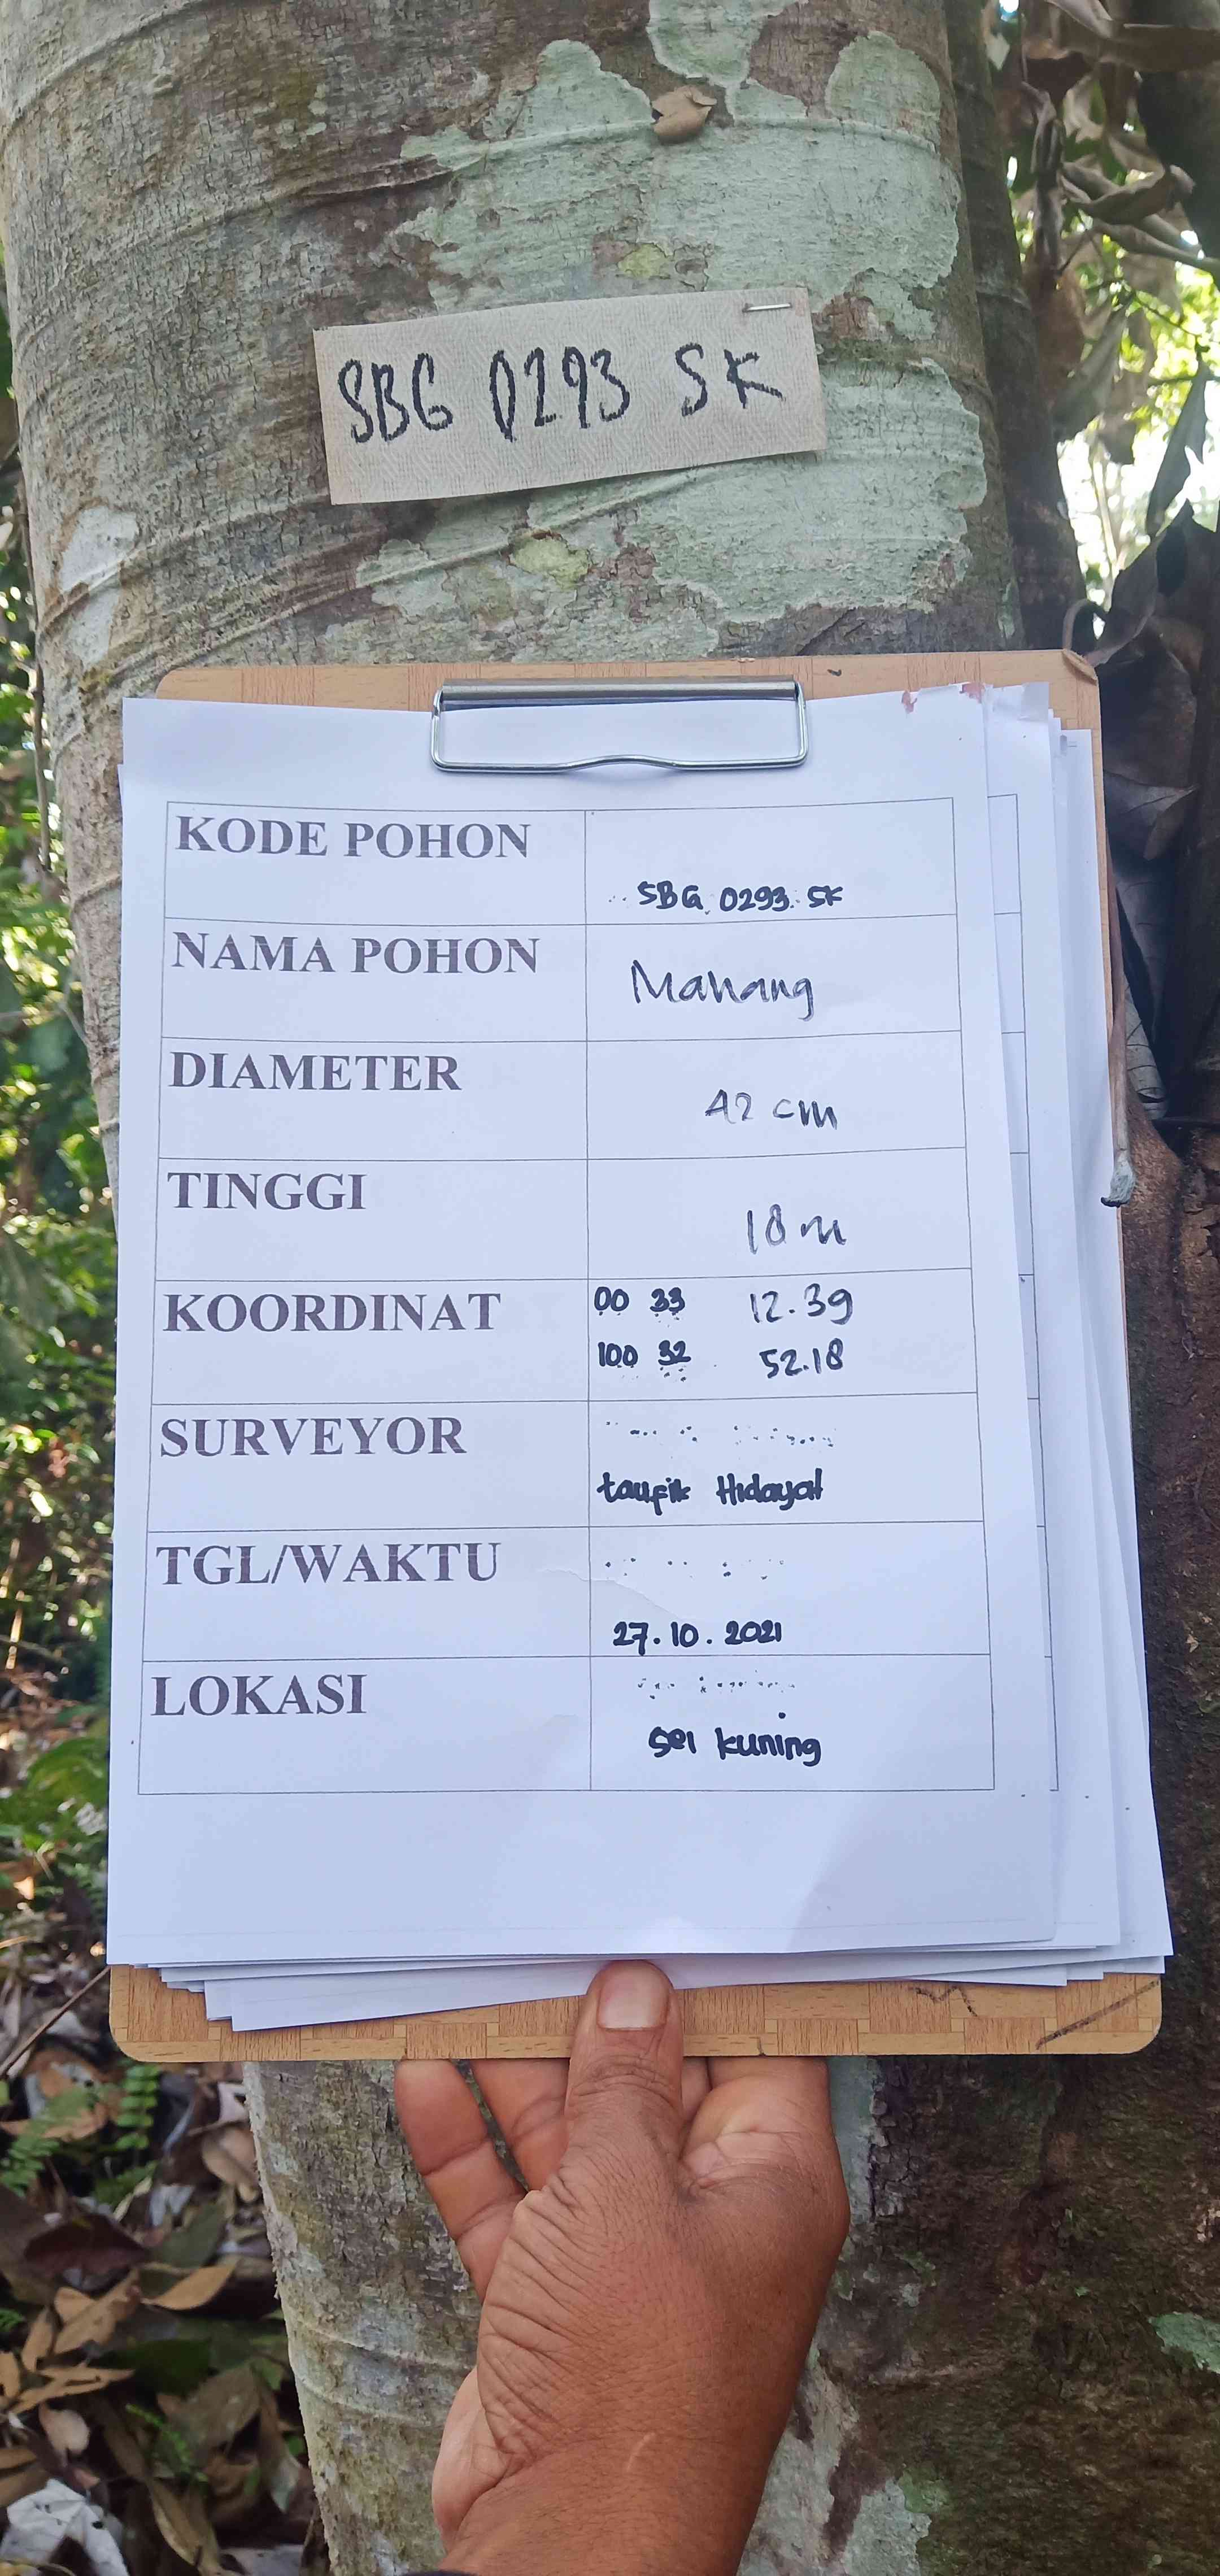 SBG 0293 SK
KODE POHON
SBG 0293 SK
NAMA POHON
Mahang
DIAMETER
42 cm
TINGGI
18 m
KOORDINAT
00 33 12.39
100 32 52.18
SURVEYOR
taufik Hidayat
TGL/WAKTU
27.10.2021
LOKASI
Sei kuning